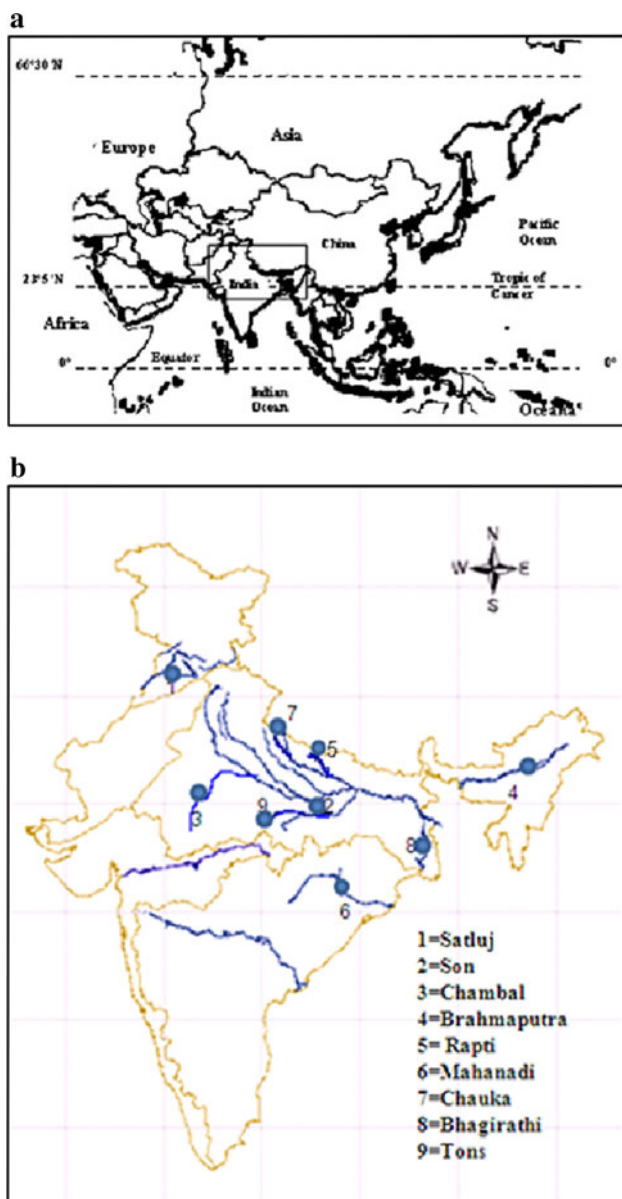 a
66°30 'N
Asia
Europe
China
Pacific
Ocean
India
23°5 'N
Tropic of
Cancer
Africa
Equator
0°
0°
Indian
Ocean
Oceana
b
N
W
E
S
1
7
5
4
3
9
2
8
6
1=Satluj
2=Son
3=Chambal
4=Brahmaputra
5= Rapti
6=Mahanadi
7=Chauka
8=Bhagirathi
9=Tons